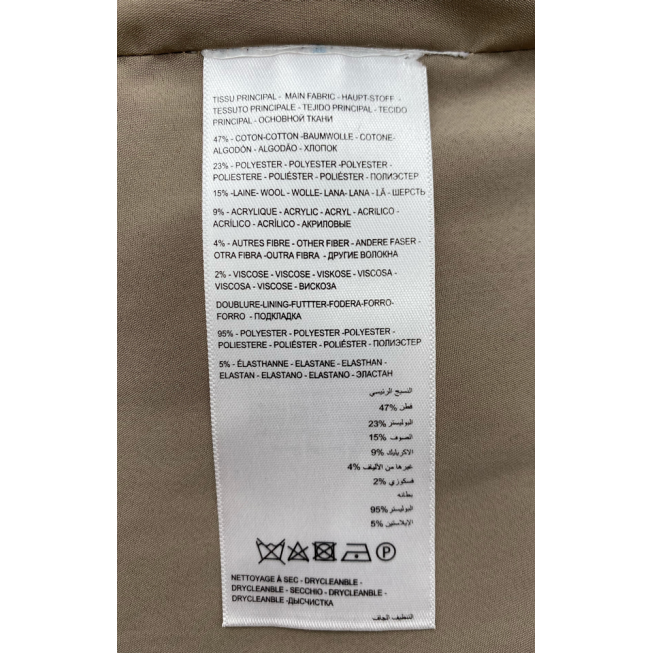 TISSU PRINCIPAL - MAIN FABRIC - HAUPT-STOFF -
TESSUTO PRINCIPALE - TEJIDO PRINCIPAL - TECIDO
PRINCIPAL - ОСНОВНОЙ ТКАНИ
47% - COTON-COTTON -BAUMWOLLE - COTONE-
ALGODÓN - ALGODÃO - ХЛОПОК
23% - POLYESTER - POLYESTER -POLYESTER -
POLIESTERE - POLIÉSTER - POLIÉSTER - ПОЛИЭСТЕР
15% -LAINE- WOOL - WOLLE- LANA- LANA - LÃ - ШЕРСТЬ
9% - ACRYLIQUE - ACRYLIC - ACRYL - ACRILICO -
ACRÍLICO - ACRÍLICO - АКРИЛОВЫЕ
4% - AUTRES FIBRE - OTHER FIBER - ANDERE FASER -
OTRA FIBRA -OUTRA FIBRA - ДРУГИЕ ВОЛОКНА
2% - VISCOSE - VISCOSE - VISKOSE - VISCOSA -
VISCOSA - VISCOSE - ВИСКОЗА
DOUBLURE-LINING-FUTTTER-FODERA-FORRO-
FORRO - ПОДКЛАДКА
95% - POLYESTER - POLYESTER -POLYESTER -
POLIESTERE - POLIÉSTER - POLIÉSTER - ПОЛИЭСТЕР
5% - ÉLASTHANNE - ELASTANE - ELASTHAN -
ELASTAN - ELASTANO - ELASTANO - ЭЛАСТАН
النسيج الرئيسي
قطن 47%
البوليستر 23%
الصوف 15%
الاكريليك 9%
غيرها من الألياف 4%
فسكوزي 2%
بطانه
البوليستر 95%
الإيلاستين 5%
P
NETTOYAGE À SEC - DRYCLEANBLE -
DRYCLEANBLE - SECCHIO - DRYCLEANBLE -
DRYCLEANBLE -ДЫСЧИСТКА
التنظيف الجاف